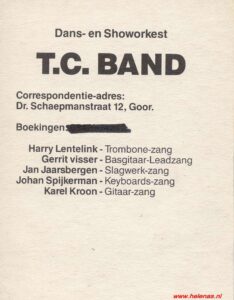 Dans- en Showorkest
T.C. BAND
Correspondentie-adres:
Dr. Schaepmanstraat 12, Goor.
Boekingen:
Harry Lentelink - Trombone-zang
Gerrit visser - Basgitaar-Leadzang
Jan Jaarsbergen - Slagwerk-zang
Johan Spijkerman - Keyboards-zang
Karel Kroon - Gitaar-zang
www.helenas.nl